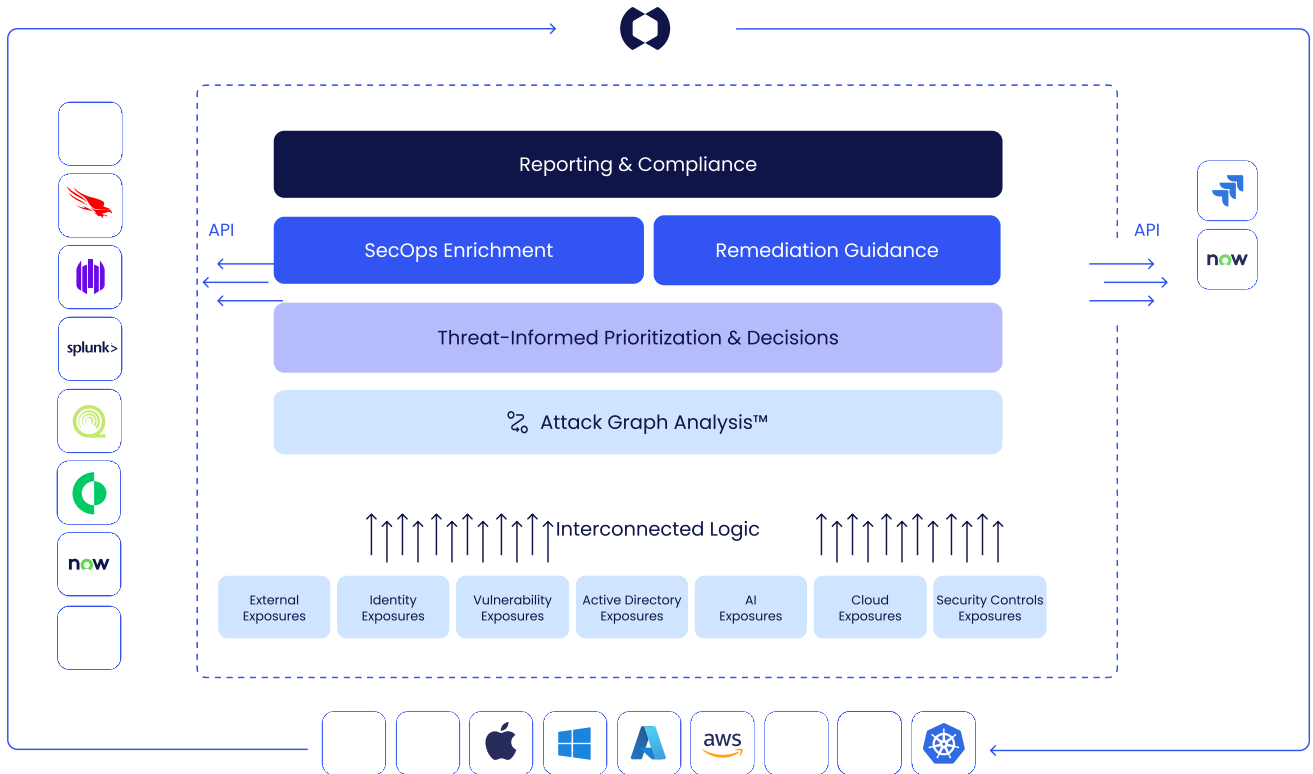 Reporting & Compliance
API
SecOps Enrichment
Remediation Guidance
API
now
splunk>
Threat-Informed Prioritization & Decisions
Attack Graph Analysis™
Interconnected Logic
now
External
Exposures
Identity
Exposures
Vulnerability
Exposures
Active Directory
Exposures
AI
Exposures
Cloud
Exposures
Security Controls
Exposures
aws